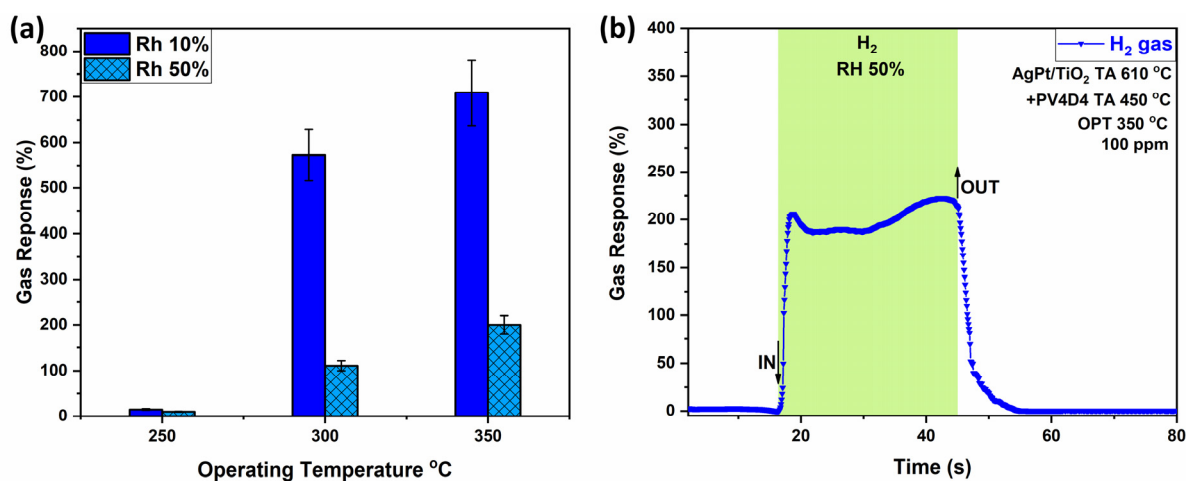 (a)
Rh 10%
Rh 50%
800
700
600
500
400
300
200
100
0
Gas Reponse (%)
250
300
350
Operating Temperature °C
(b)
400
350
300
250
200
150
100
50
0
Gas Response (%)
H₂
RH 50%
H₂ gas
AgPt/TiO₂ TA 610 °C
+PV4D4 TA 450 °C
OPT 350 °C
100 ppm
IN
OUT
20
40
60
80
Time (s)